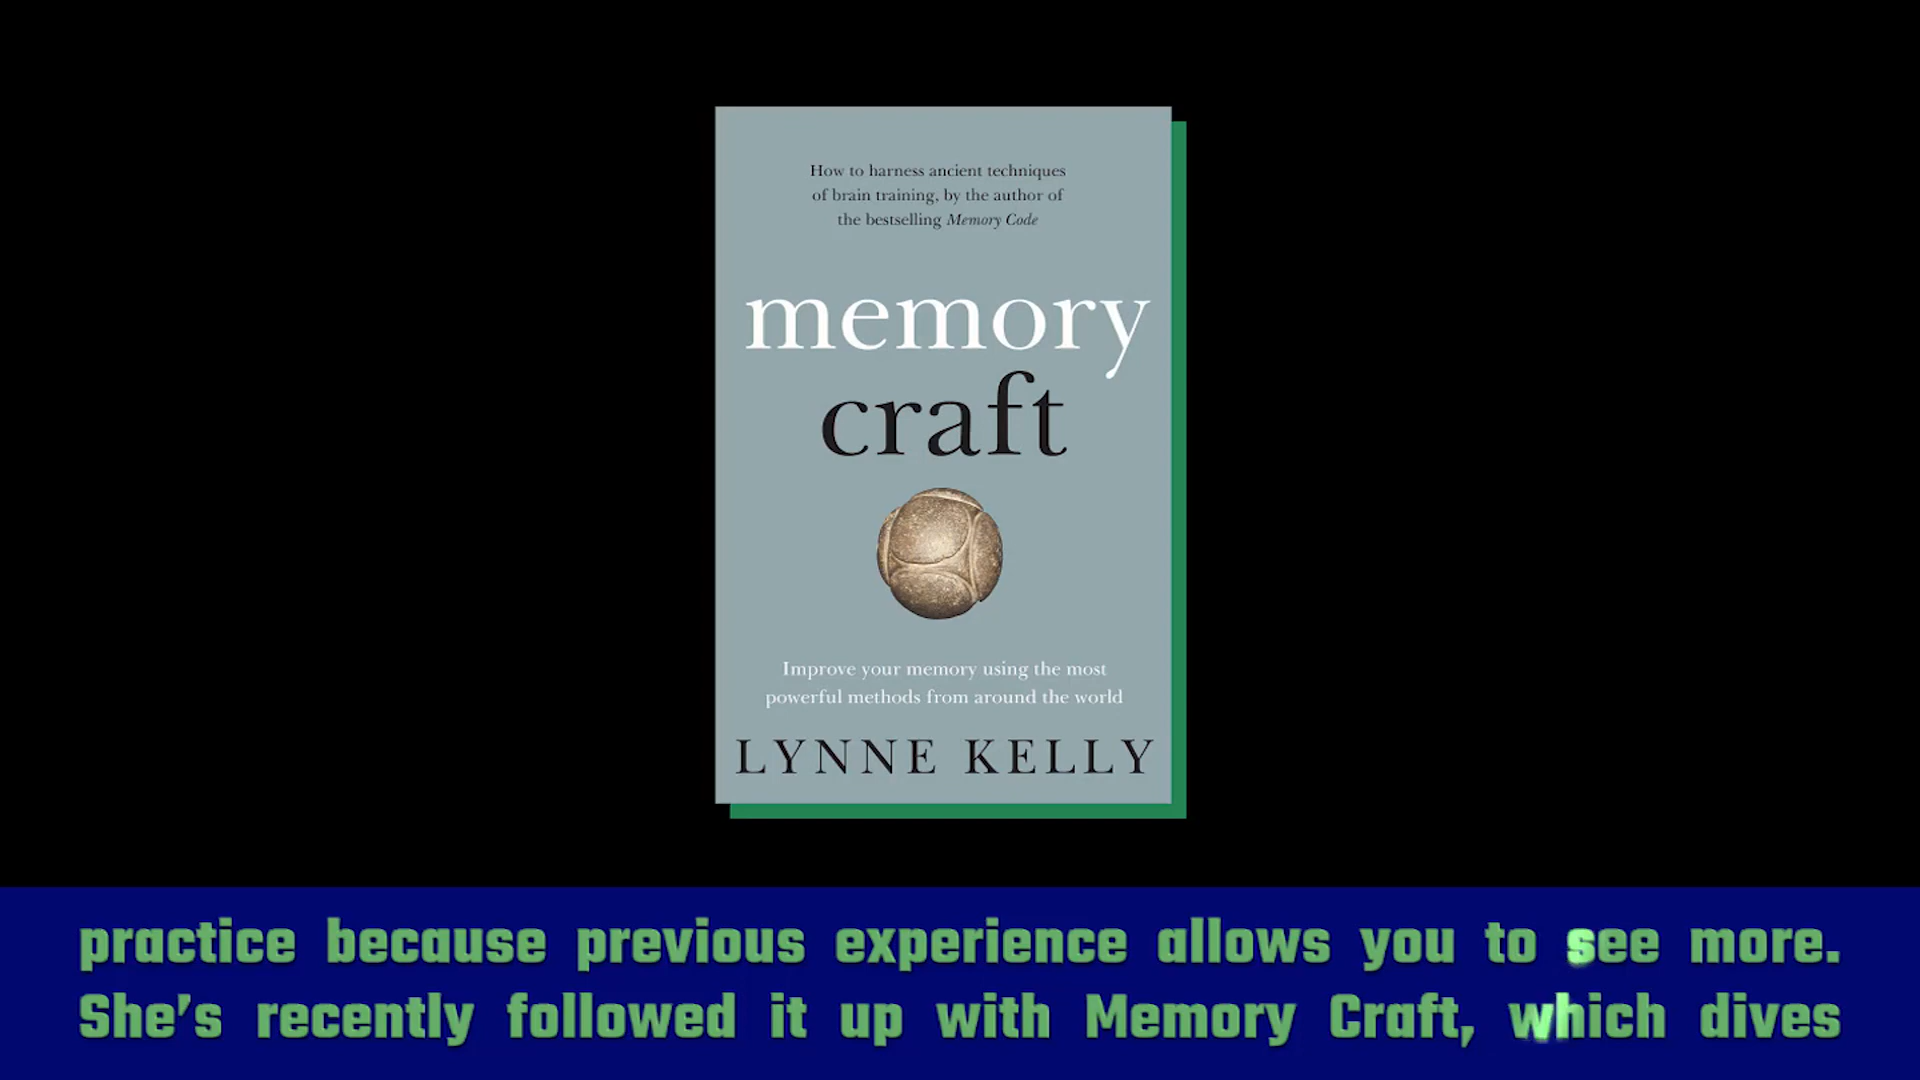 How to harness ancient techniques
of brain training, by the author of
the bestselling Memory Code
memory
craft
Improve your memory using the most
powerful methods from around the world
LYNNE KELLY
practice because previous experience allows you to see more.
She's recently followed it up with Memory Craft, which dives